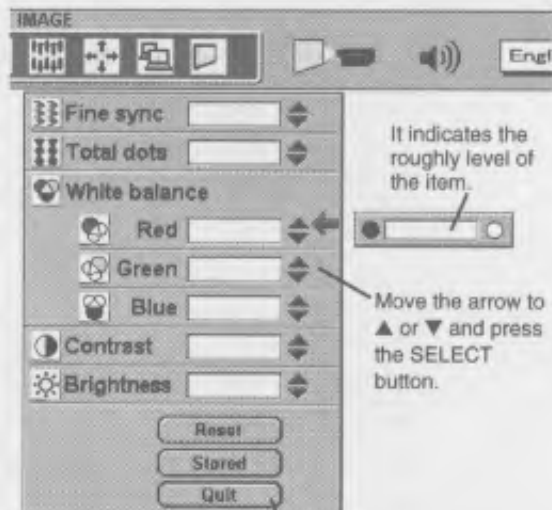 IMAGE
Engl
Fine sync
Total dots
White balance
Red
Green
Blue
Contrast
Brightness
Reset
Stored
Quit
It indicates the
roughly level of
the item.
Move the arrow to
▲ or ▼ and press
the SELECT
button.